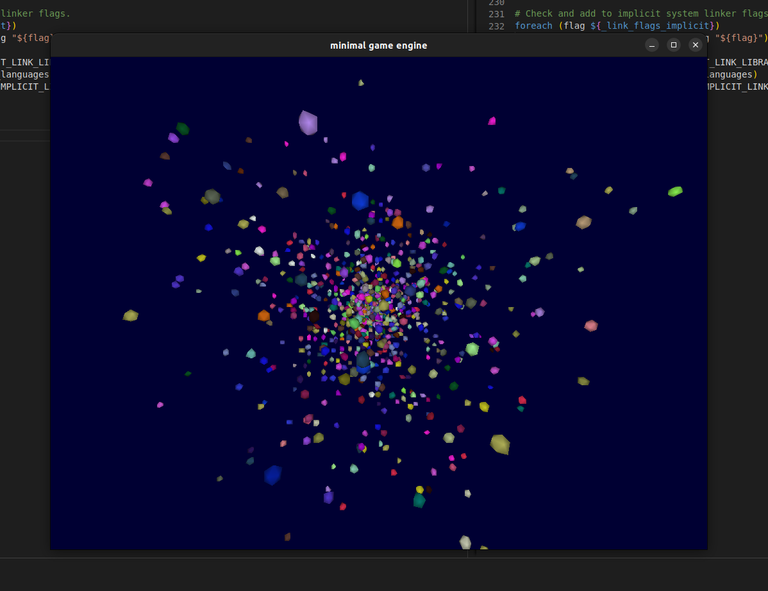 linker flags.
t})
g "${flag
T_LINK_LI
languages
MPLICIT_L
minimal game engine
230
231 # Check and add to implicit system linker flags.
232 foreach (flag ${_link_flags_implicit})
"${flag}")
T_LINK_LIBRA
anguages)
MPLICIT_LINK